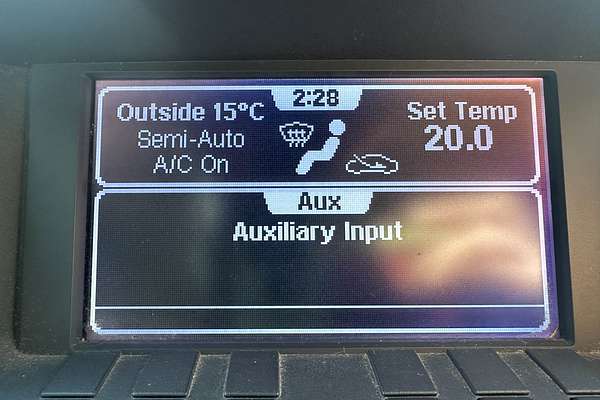 2:28
Outside 15°C
Set Temp
Semi-Auto
20.0
A/C On
Aux
Auxiliary Input